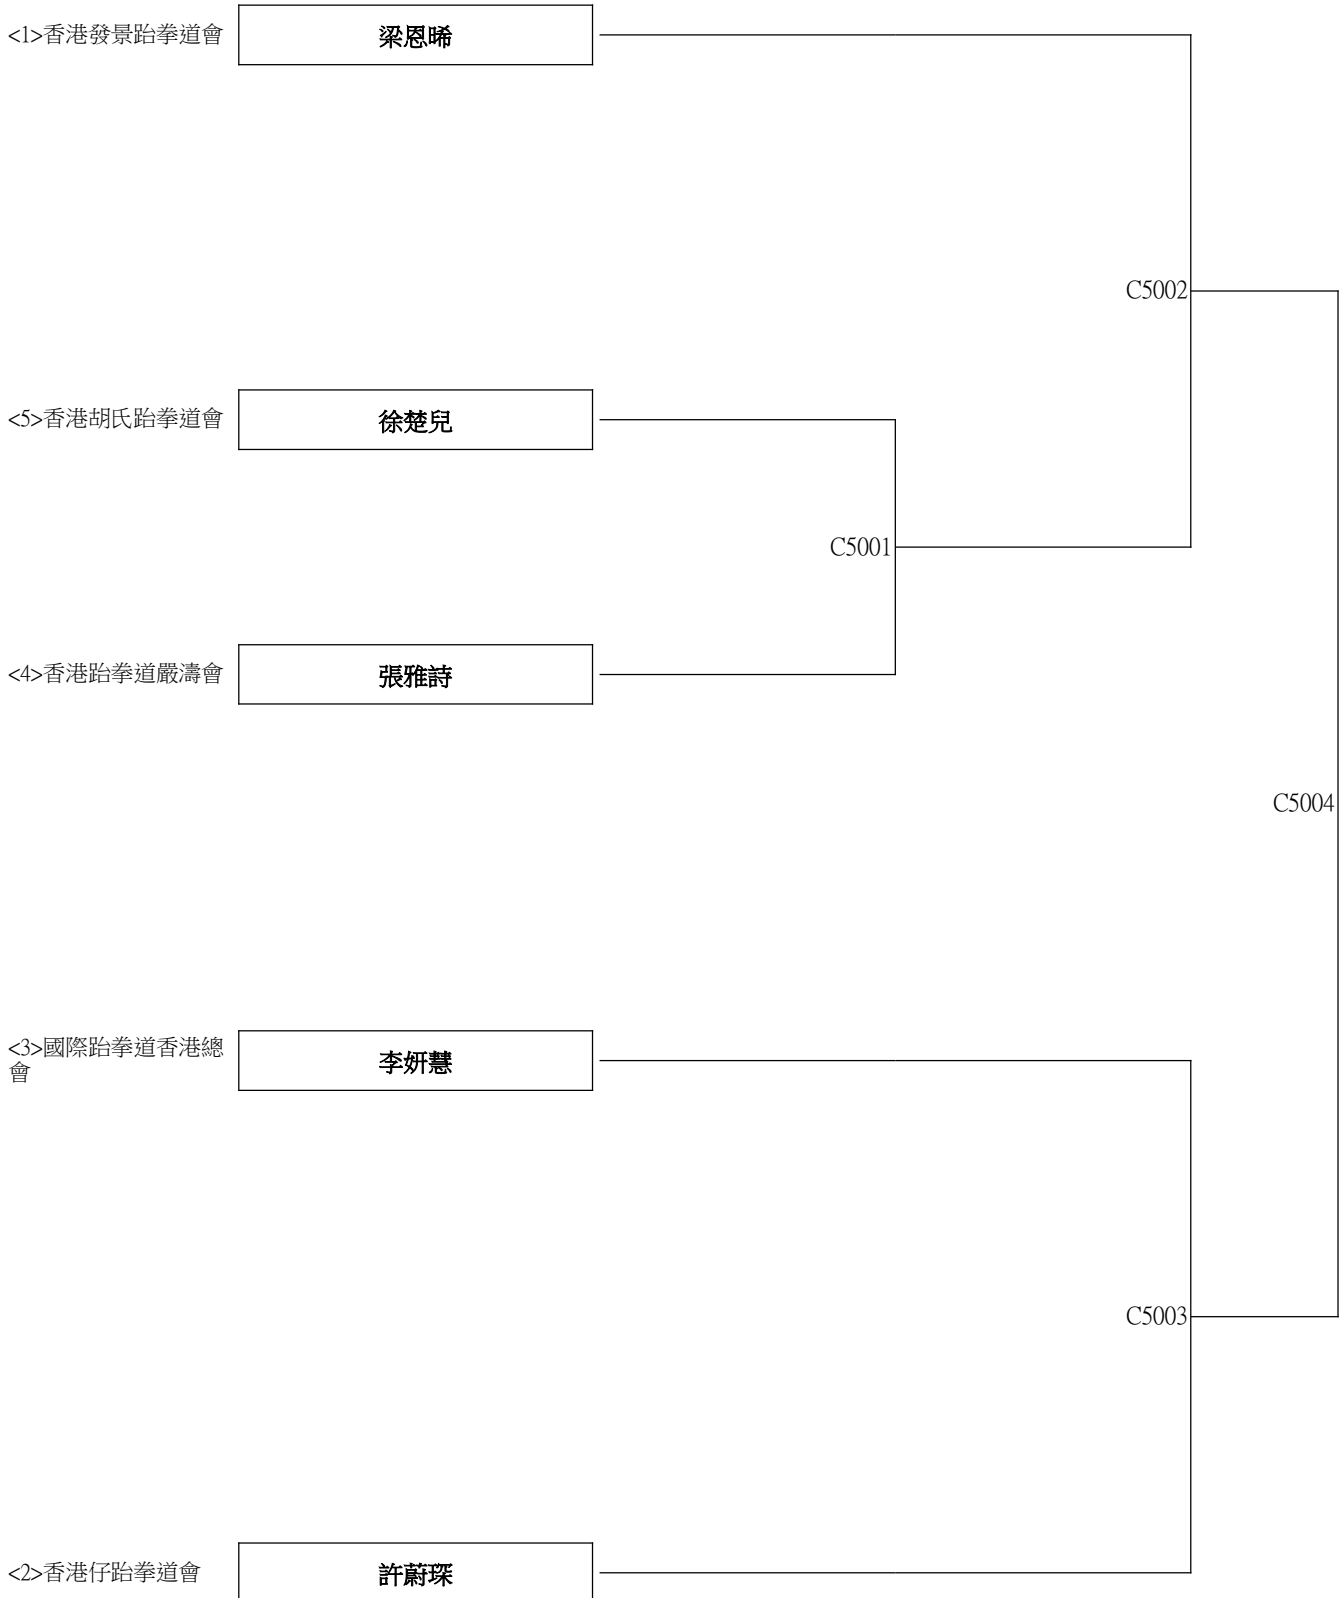 <1>香港發景跆拳道會
梁恩晞
C5002
<5>香港胡氏跆拳道會
徐楚兒
C5001
<4>香港跆拳道嚴濤會
張雅詩
C5004
<3>國際跆拳道香港總
會
李妍慧
C5003
<2>香港仔跆拳道會
許蔚琛